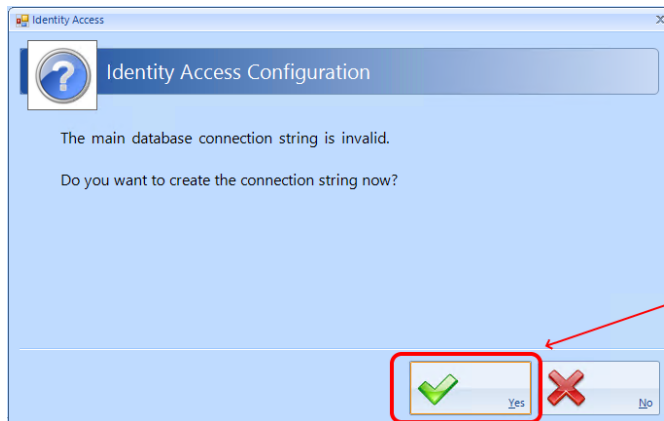 Identity Access
Identity Access Configuration
The main database connection string is invalid.
Do you want to create the connection string now?
Yes
No